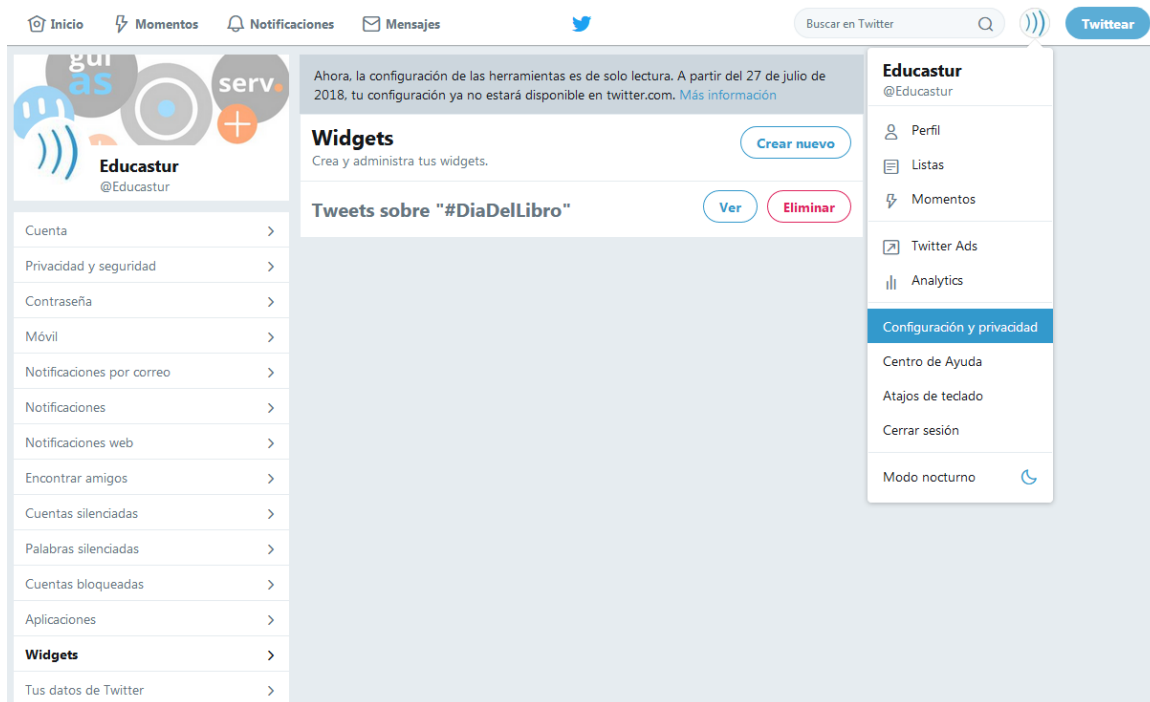 Inicio
Momentos
Notificaciones
Mensajes
Buscar en Twitter
Twittear
gui
as
serv.
Educastur
@Educastur
Cuenta
Privacidad y seguridad
Contraseña
Móvil
Notificaciones por correo
Notificaciones
Notificaciones web
Encontrar amigos
Cuentas silenciadas
Palabras silenciadas
Cuentas bloqueadas
Aplicaciones
Widgets
Tus datos de Twitter
Ahora, la configuración de las herramientas es de solo lectura. A partir del 27 de julio de
2018, tu configuración ya no estará disponible en twitter.com. Más información
Widgets
Crea y administra tus widgets.
Crear nuevo
Tweets sobre "#DiaDelLibro"
Ver
Eliminar
Educastur
@Educastur
Perfil
Listas
Momentos
Twitter Ads
Analytics
Configuración y privacidad
Centro de Ayuda
Atajos de teclado
Cerrar sesión
Modo nocturno